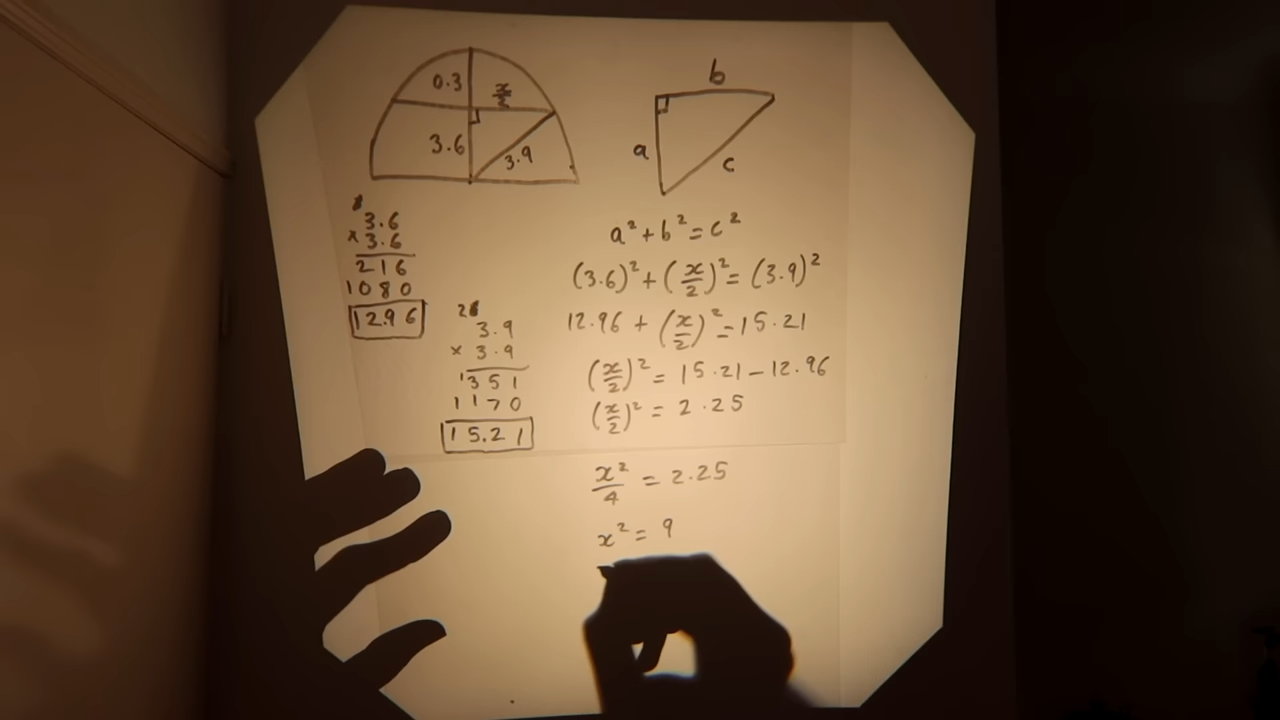 0.3
x/2
3.6
3.9
b
a
c
3.6
× 3.6
216
1080
12.96
2
3.9
× 3.9
1351
1170
15.21
a² + b² = c²
(3.6)² + (x/2)² = (3.9)²
12.96 + (x/2)² = 15.21
(x/2)² = 15.21 − 12.96
(x/2)² = 2.25
x²/4 = 2.25
x² = 9